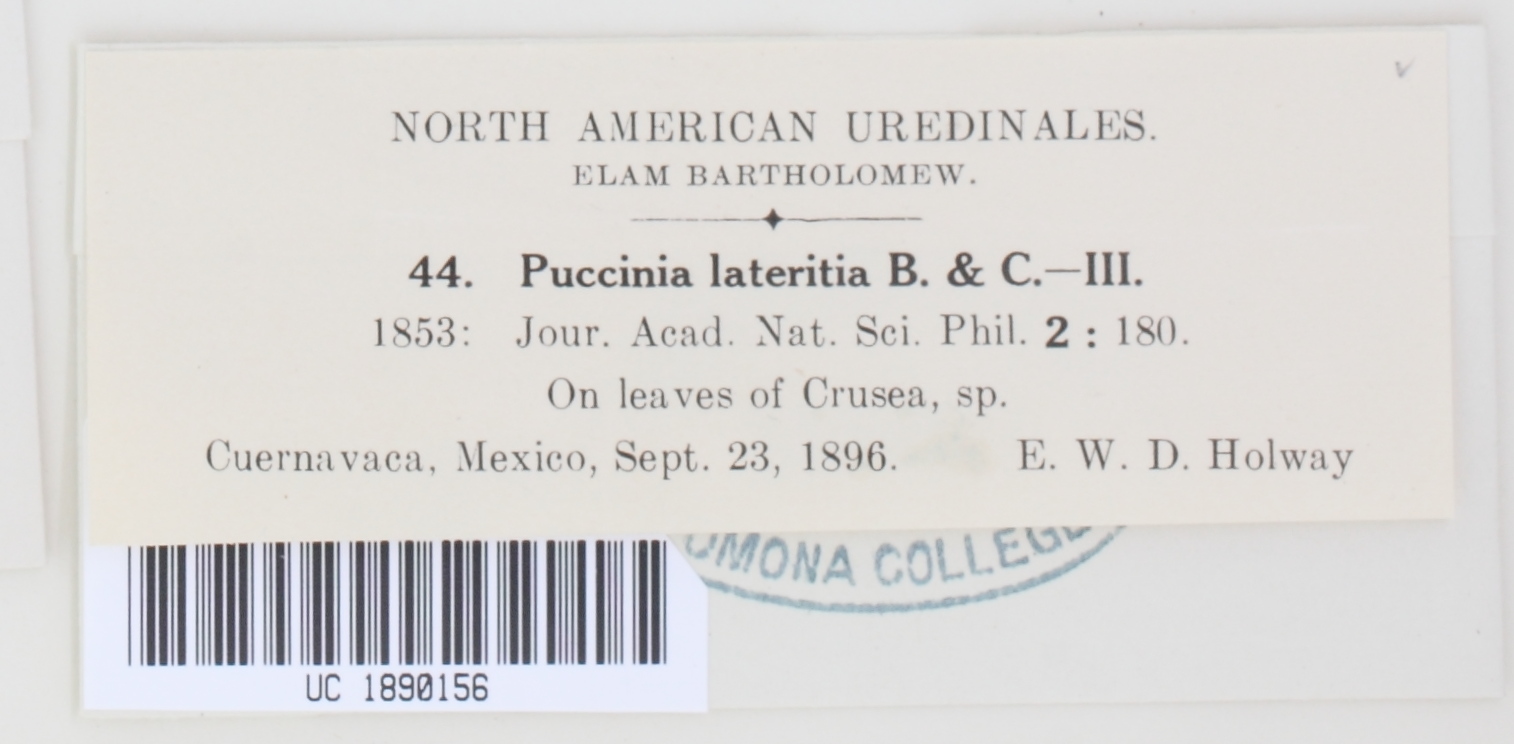 NORTH AMERICAN UREDINALES.
ELAM BARTHOLOMEW.
44. Puccinia lateritia B. & C.—III.
1853: Jour. Acad. Nat. Sci. Phil. 2 : 180.
On leaves of Crusea, sp.
Cuernavaca, Mexico, Sept. 23, 1896. E. W. D. Holway
OMONA COLLEGE
UC 1890156